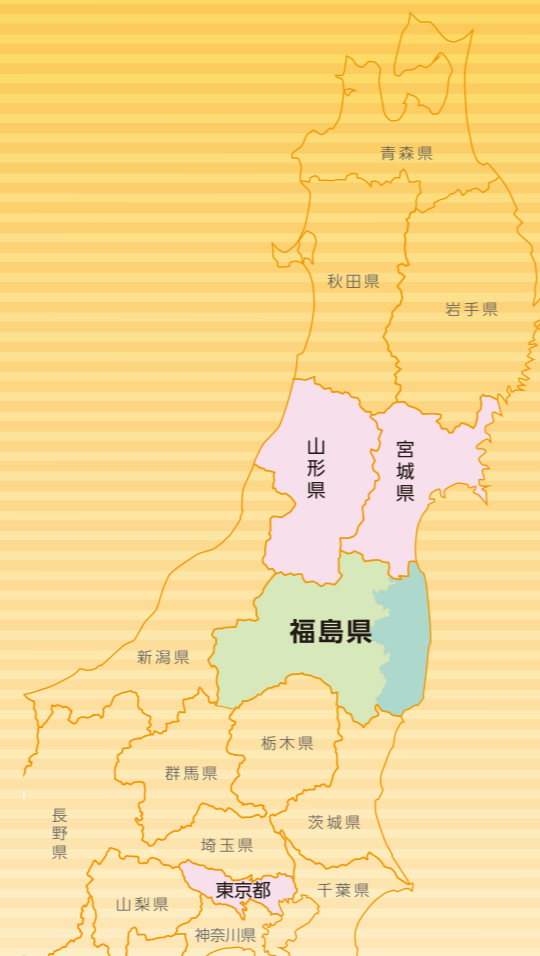 青森県
秋田県
岩手県
山形県
宮城県
福島県
新潟県
栃木県
群馬県
長野県
茨城県
埼玉県
東京都
千葉県
山梨県
神奈川県